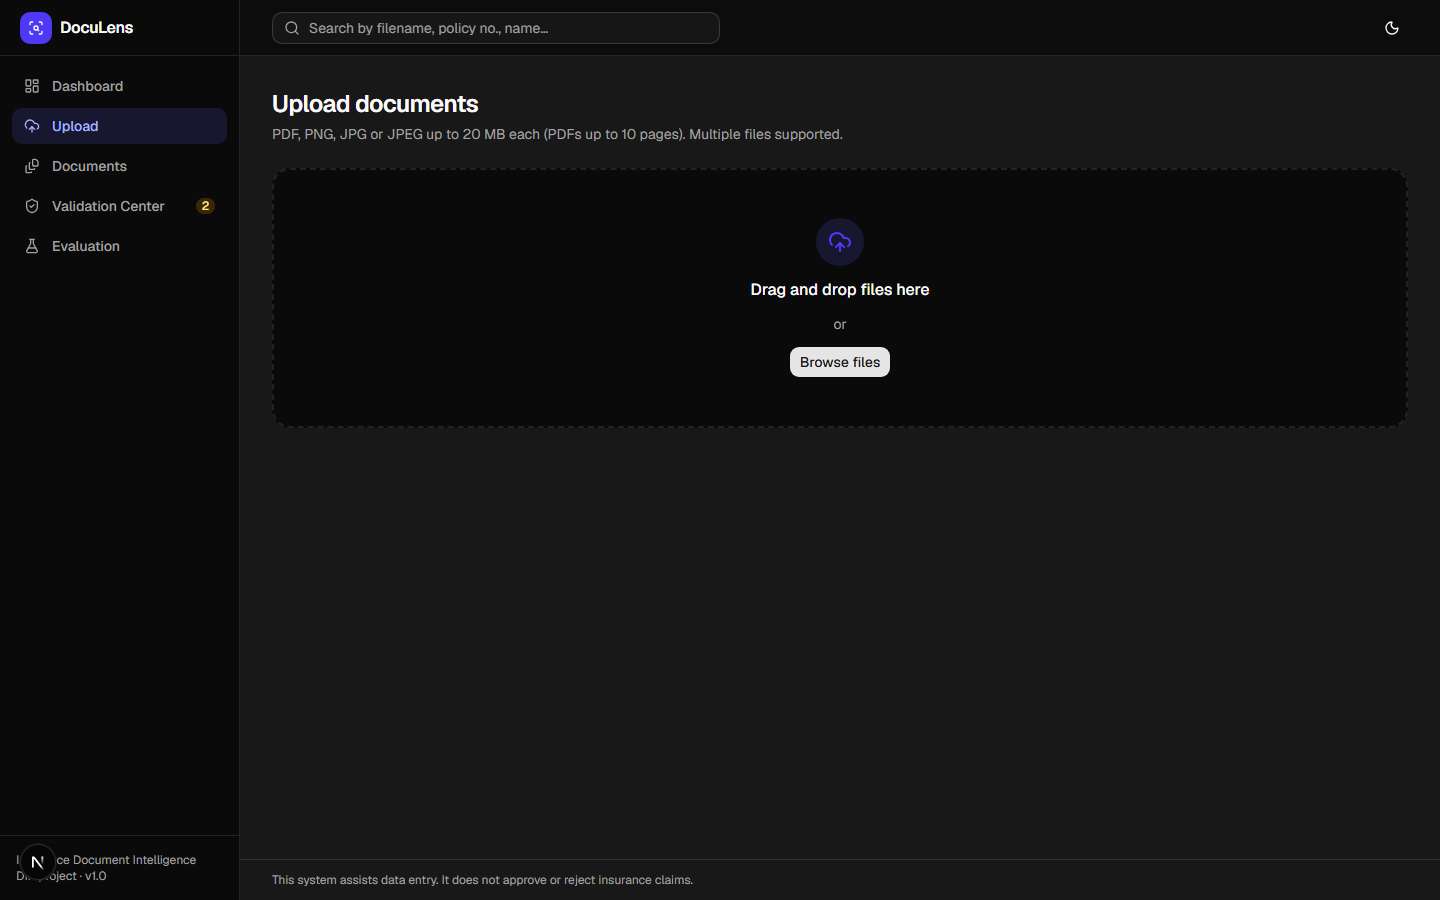 DocuLens
Search by filename, policy no., name...
Dashboard
Upload
Documents
Validation Center 2
Evaluation
Upload documents
PDF, PNG, JPG or JPEG up to 20 MB each (PDFs up to 10 pages). Multiple files supported.
Drag and drop files here
or
Browse files
Document Intelligence
v1.0
This system assists data entry. It does not approve or reject insurance claims.